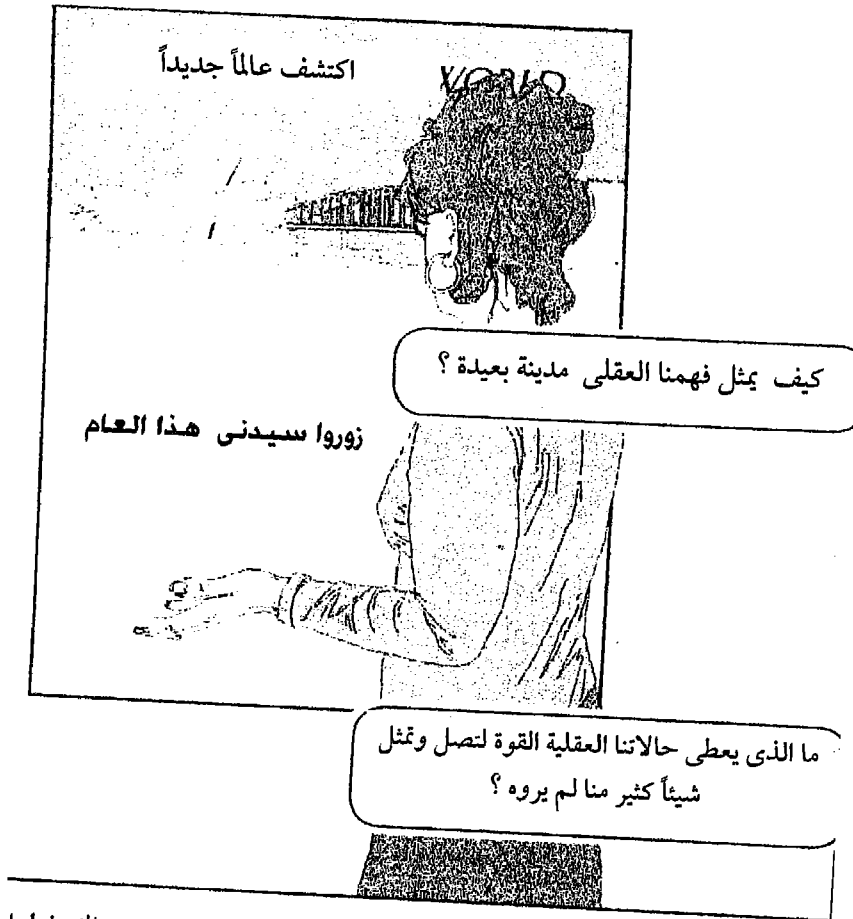 اكتشف عالماً جديداً
WORLD
كيف يمثل فهمنا العقلى مدينة بعيدة ؟
زوروا سيدنى هذا العام
ما الذى يعطى حالاتنا العقلية القوة لتصل وتمثل
شيئاً كثير منا لم يروه ؟